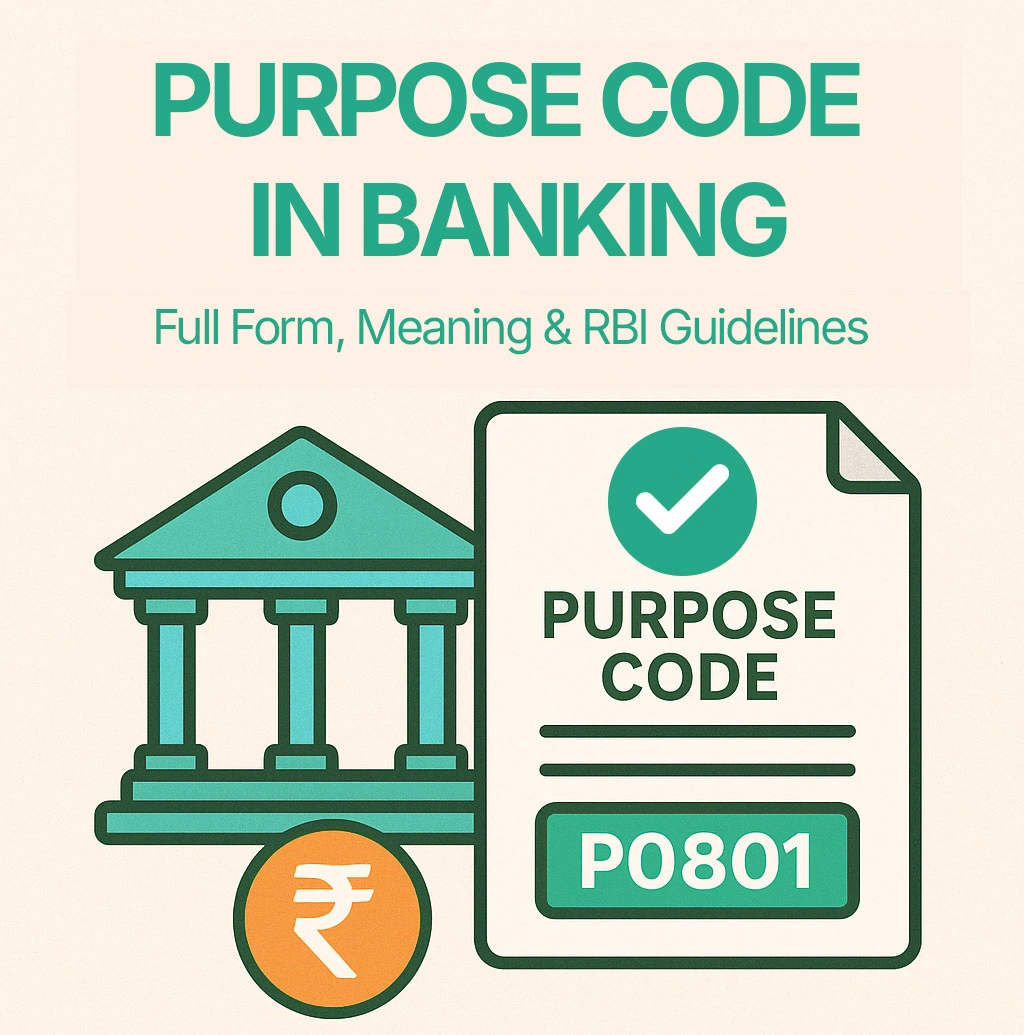 PURPOSE CODE
IN BANKING
Full Form, Meaning & RBI Guidelines
PURPOSE
CODE
P0801
₹